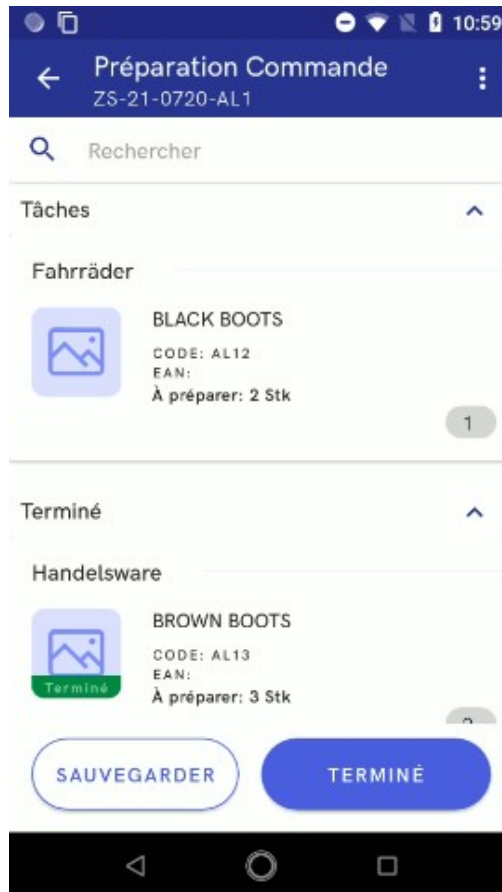 10:59
Préparation Commande
ZS-21-0720-AL1
Rechercher
Tâches
Fahrräder
BLACK BOOTS
CODE: AL12
EAN:
À préparer: 2 Stk
1
Terminé
Handelsware
BROWN BOOTS
CODE: AL13
EAN:
Terminé
À préparer: 3 Stk
SAUVEGARDER
TERMINÉ